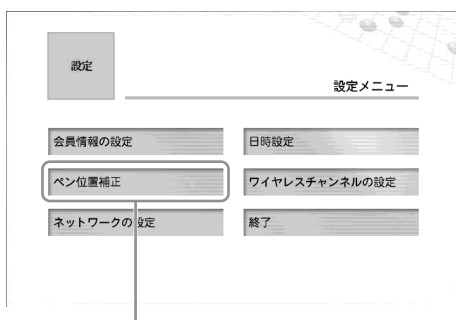 設定
設定メニュー
会員情報の設定
日時設定
ペン位置補正
ワイヤレスチャンネルの設定
ネットワークの設定
終了